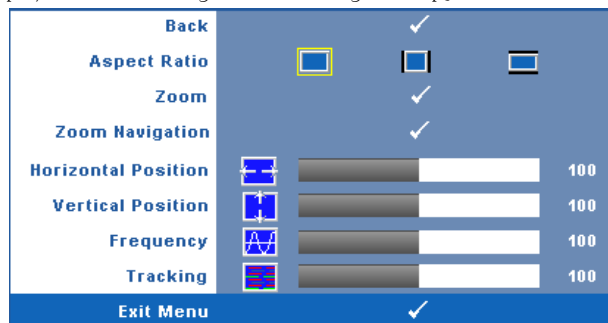 Back
Aspect Ratio
Zoom
Zoom Navigation
Horizontal Position 100
Vertical Position 100
Frequency 100
Tracking 100
Exit Menu